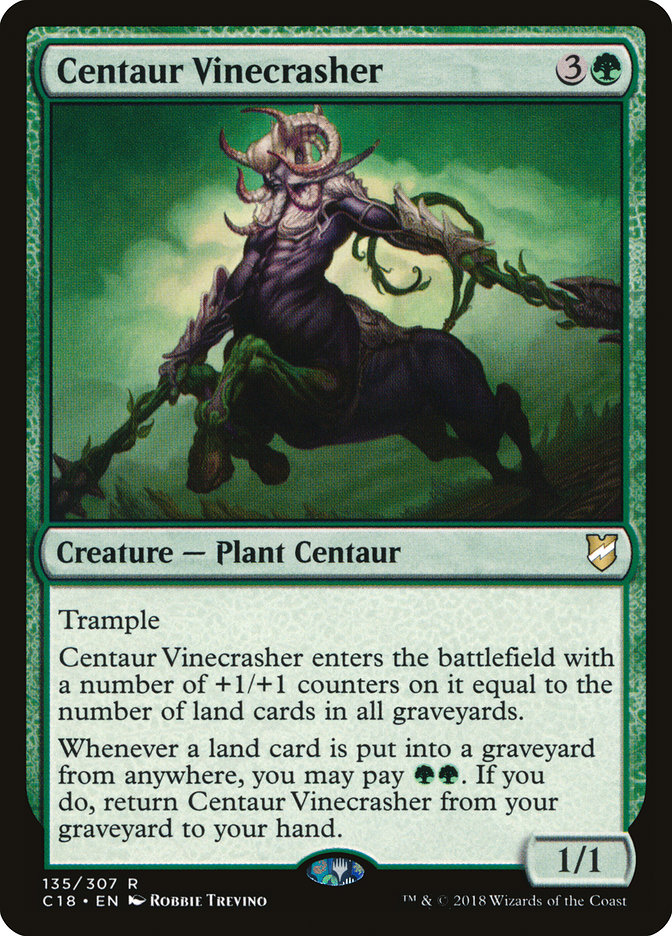 Centaur Vinecrasher 3
Creature — Plant Centaur
Trample
Centaur Vinecrasher enters the battlefield with
a number of +1/+1 counters on it equal to the
number of land cards in all graveyards.
Whenever a land card is put into a graveyard
from anywhere, you may pay . If you
do, return Centaur Vinecrasher from your
graveyard to your hand.
1/1
135/307 R
C18 • EN Robbie Trevino
™ & © 2018 Wizards of the Coast